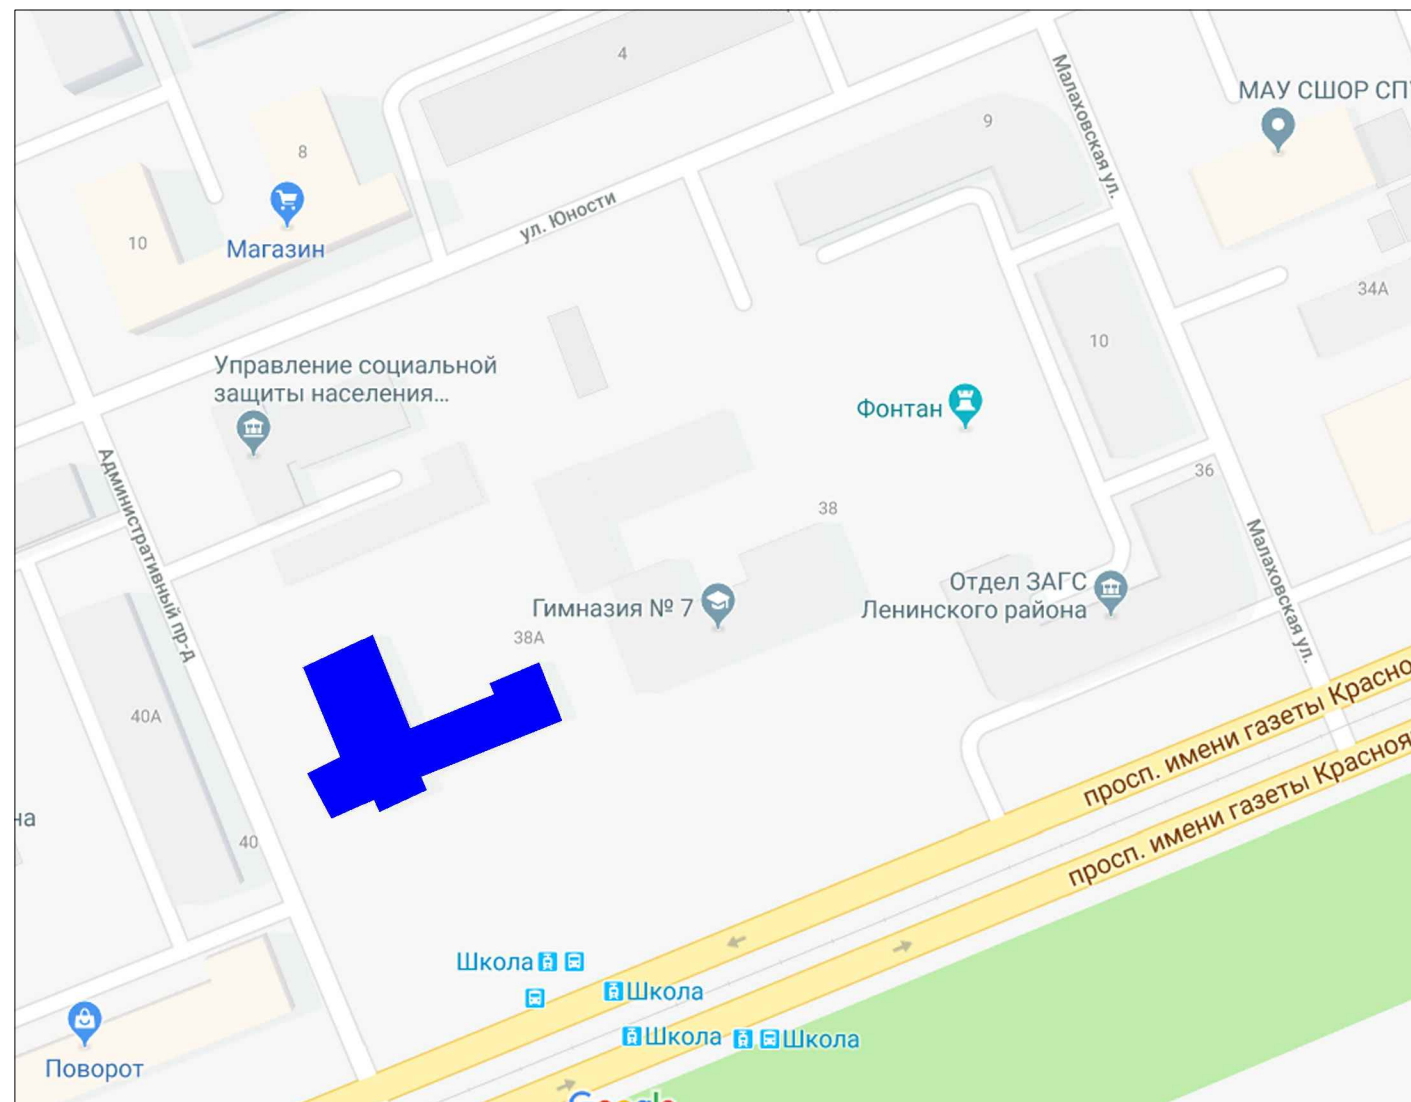 4
МАУ СШОР СП
Малаховская ул.
9
8
ул. Юности
10
Магазин
34А
10
Управление социальной
защиты населения...
Фонтан
Административный пр-д
36
38
Малаховская ул.
Отдел ЗАГС
Ленинского района
Гимназия № 7
38А
40А
просп. имени газеты Красно
просп. имени газеты Красноя
на
40
Школа
Школа
Школа
Школа
Поворот
Google